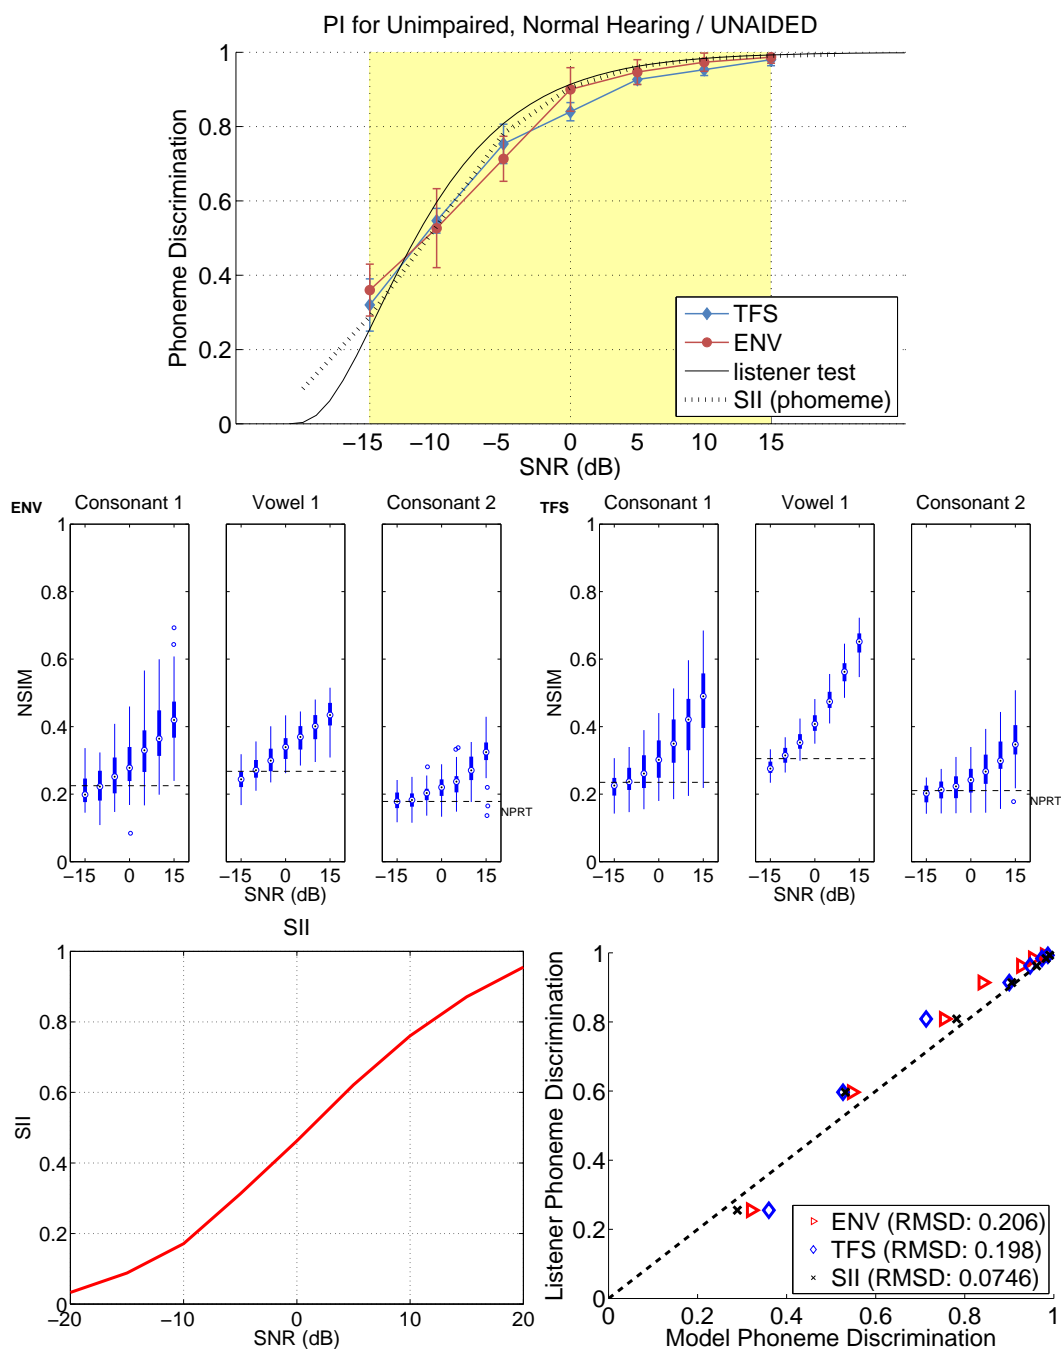 PI for Unimpaired, Normal Hearing / UNAIDED
Phoneme Discrimination
1
0.8
0.6
0.4
0.2
0
−15 −10 −5 0 5 10 15
SNR (dB)
TFS
ENV
listener test
SII (phomeme)
ENV
Consonant 1
Vowel 1
Consonant 2
NSIM
1
0.8
0.6
0.4
0.2
0
−15 0 15
−15 0 15
−15 0 15
SNR (dB)
NPRT
TFS
Consonant 1
Vowel 1
Consonant 2
NSIM
1
0.8
0.6
0.4
0.2
0
−15 0 15
−15 0 15
−15 0 15
SNR (dB)
NPRT
SII
SII
1
0.8
0.6
0.4
0.2
0
−20 −10 0 10 20
SNR (dB)
Listener Phoneme Discrimination
1
0.8
0.6
0.4
0.2
0
0 0.2 0.4 0.6 0.8 1
Model Phoneme Discrimination
ENV (RMSD: 0.206)
TFS (RMSD: 0.198)
SII (RMSD: 0.0746)